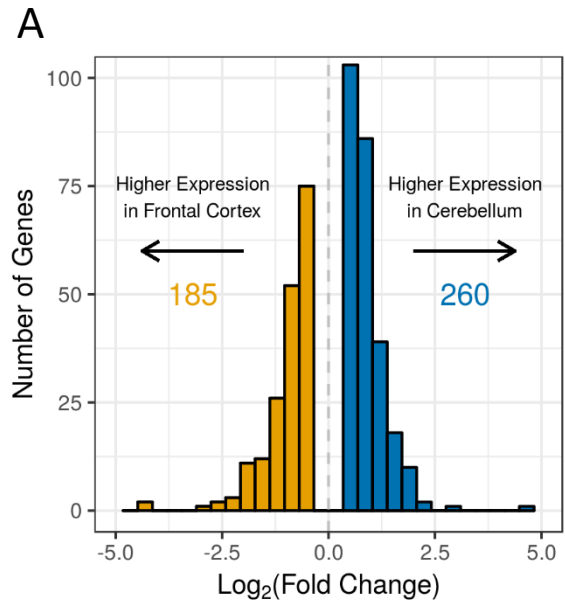 A
100
75
50
25
0
Number of Genes
Higher Expression
in Frontal Cortex
185
Higher Expression
in Cerebellum
260
-5.0 -2.5 0.0 2.5 5.0
Log₂(Fold Change)